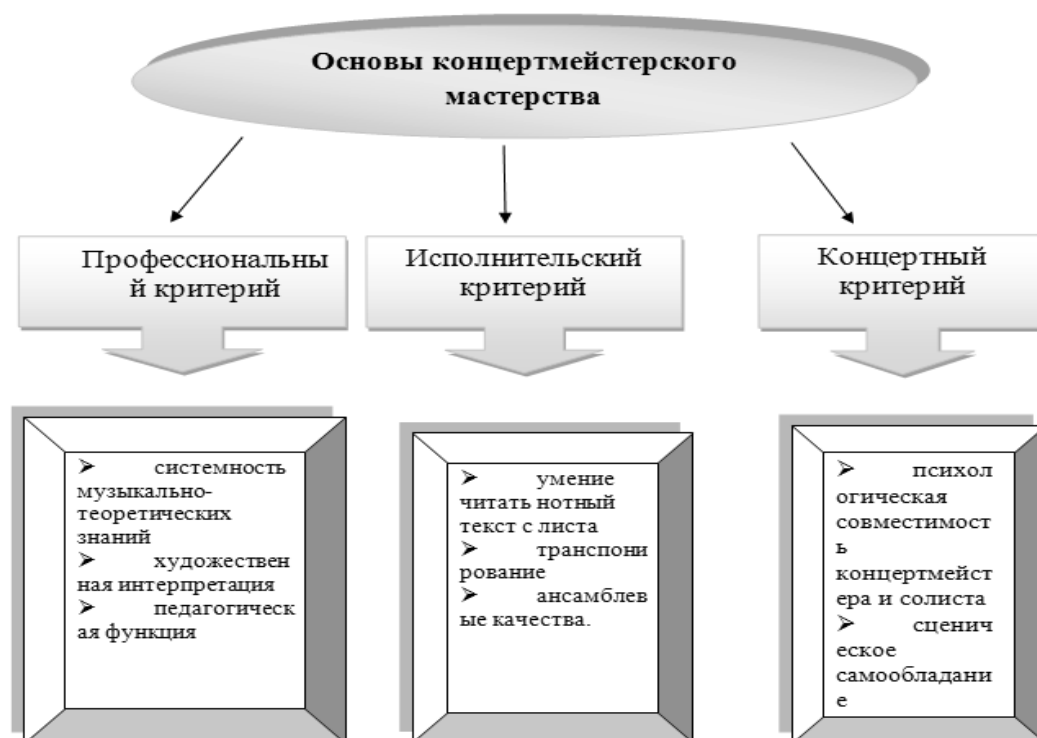 Основы концертмейстерского
мастерства
Профессиональны
й критерий
Исполнительский
критерий
Концертный
критерий
➢ системность
музыкально-
теоретических
знаний
➢ художествен
ная интерпретация
➢ педагогическ
ая функция
➢ умение
читать нотный
текст с листа
➢ транспони
рование
➢ ансамблев
ые качества.
➢ психол
огическая
совместимост
ь
концертмейст
ера и солиста
➢ сценич
еское
самообладани
е